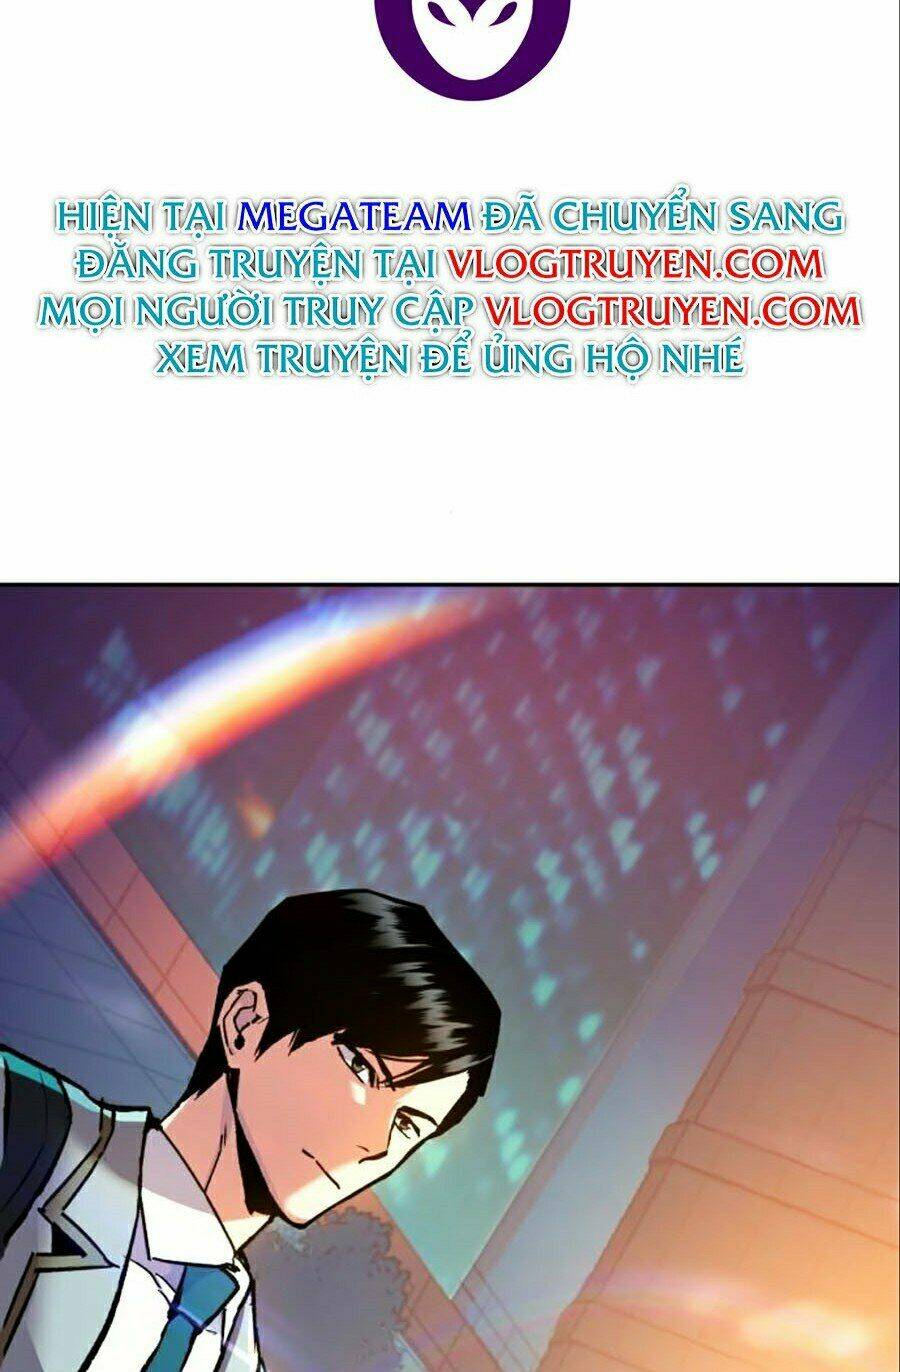 HIỆN TẠI MEGATEAM ĐÃ CHUYỂN SANG
ĐĂNG TRUYỆN TẠI VLOGTRUYEN.COM
MỌI NGƯỜI TRUY CẬP VLOGTRUYEN.COM
XEM TRUYỆN ĐỂ ỦNG HỘ NHÉ